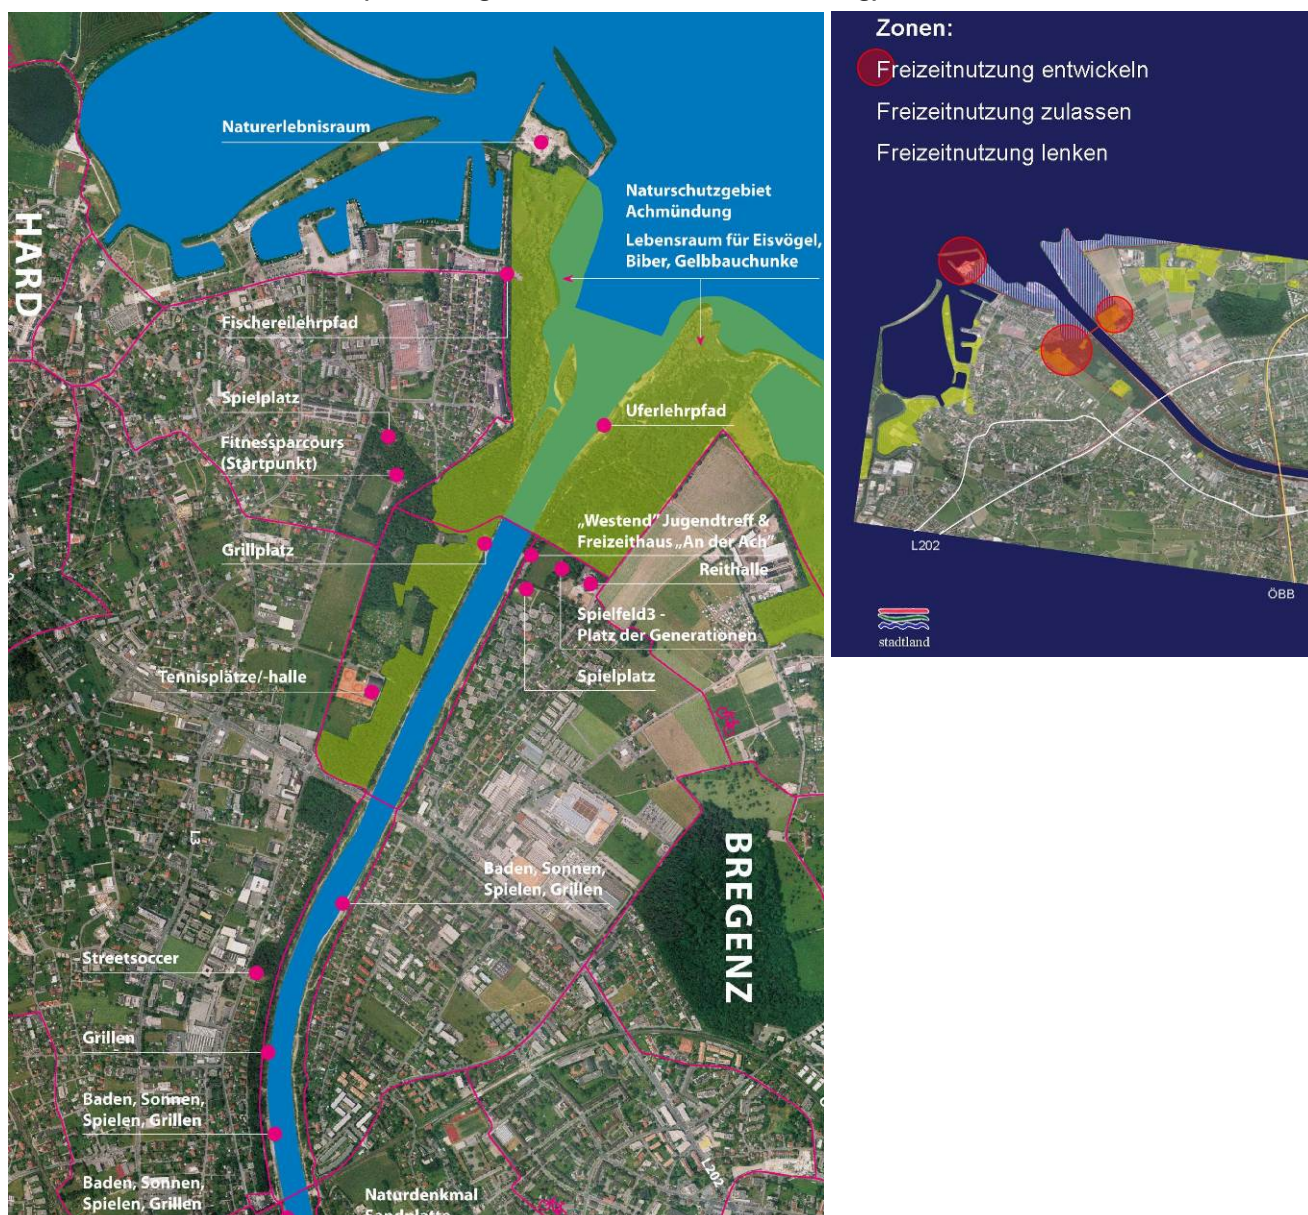 Naturerlebnisraum
Naturschutzgebiet
Achmündung
Lebensraum für Eisvögel,
Biber, Gelbbauchunke
HARD
Fischereilehrpfad
Spielplatz
Uferlehrpfad
Fitnessparcours
(Startpunkt)
„Westend" Jugendtreff &
Freizeithaus „An der Ach"
Grillplatz
Reithalle
Spielfeld3 -
Platz der Generationen
Tennisplätze/-halle
Spielplatz
L3
BREGENZ
Baden, Sonnen,
Spielen, Grillen
Streetsoccer
Grillen
Baden, Sonnen,
Spielen, Grillen
L202
Baden, Sonnen,
Spielen, Grillen
Naturdenkmal
Zonen:
Freizeitnutzung entwickeln
Freizeitnutzung zulassen
Freizeitnutzung lenken
L202
ÖBB
stadtland